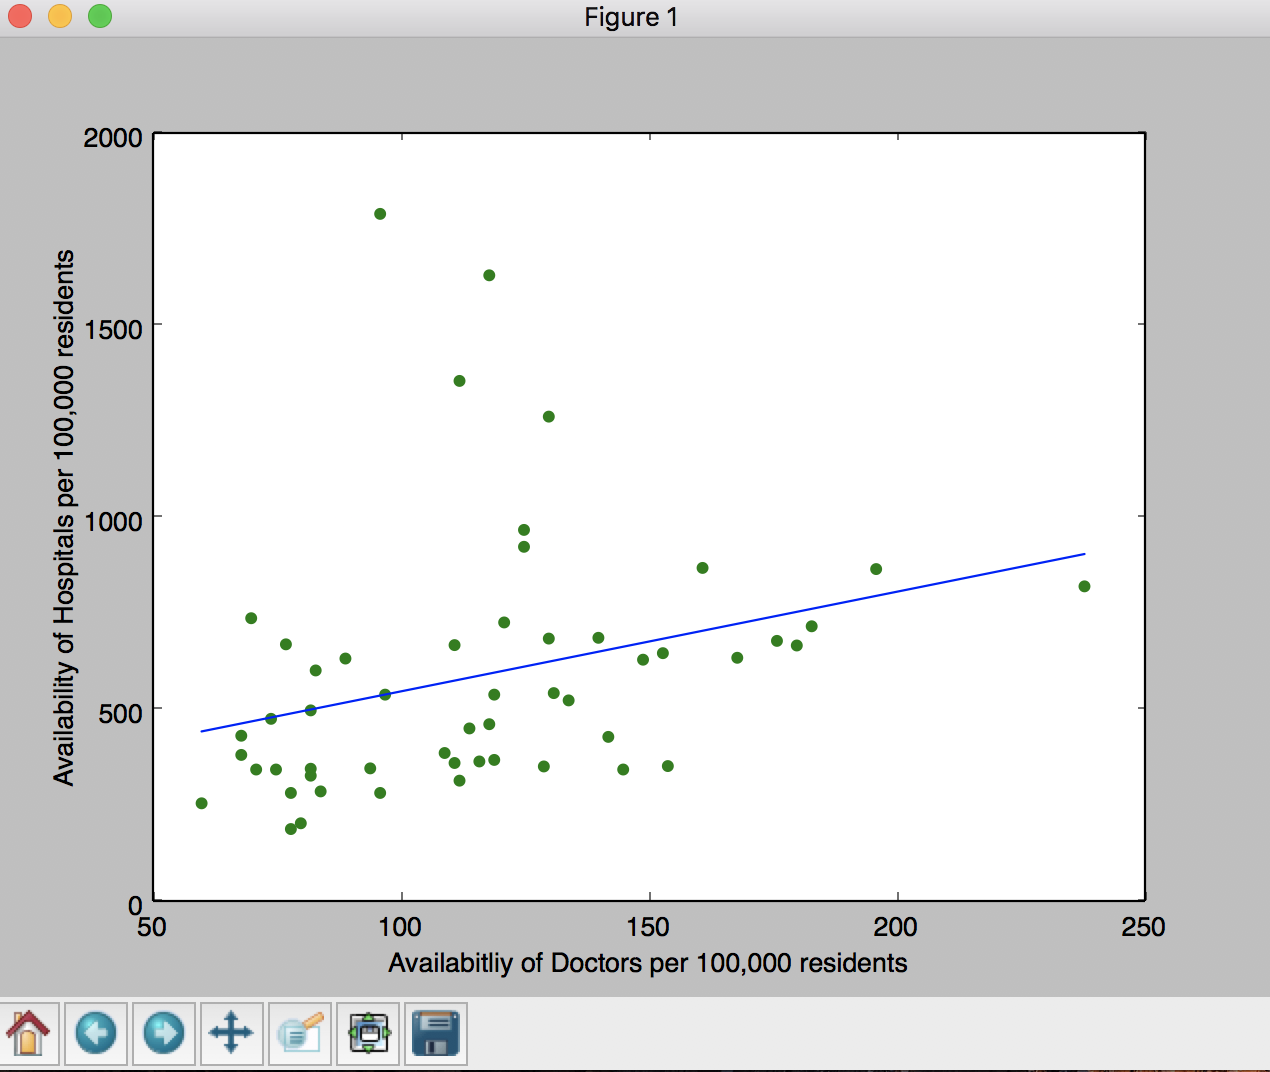 Figure 1
2000
1500
1000
500
0
Availability of Hospitals per 100,000 residents
50 100 150 200 250
Availabitliy of Doctors per 100,000 residents